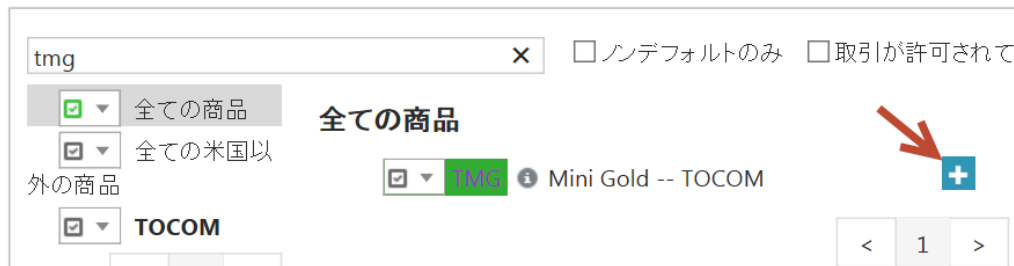 tmg × ノンデフォルトのみ 取引が許可されて
全ての商品
全ての米国以
外の商品
TOCOM
全ての商品
TMG Mini Gold -- TOCOM +
< 1 >